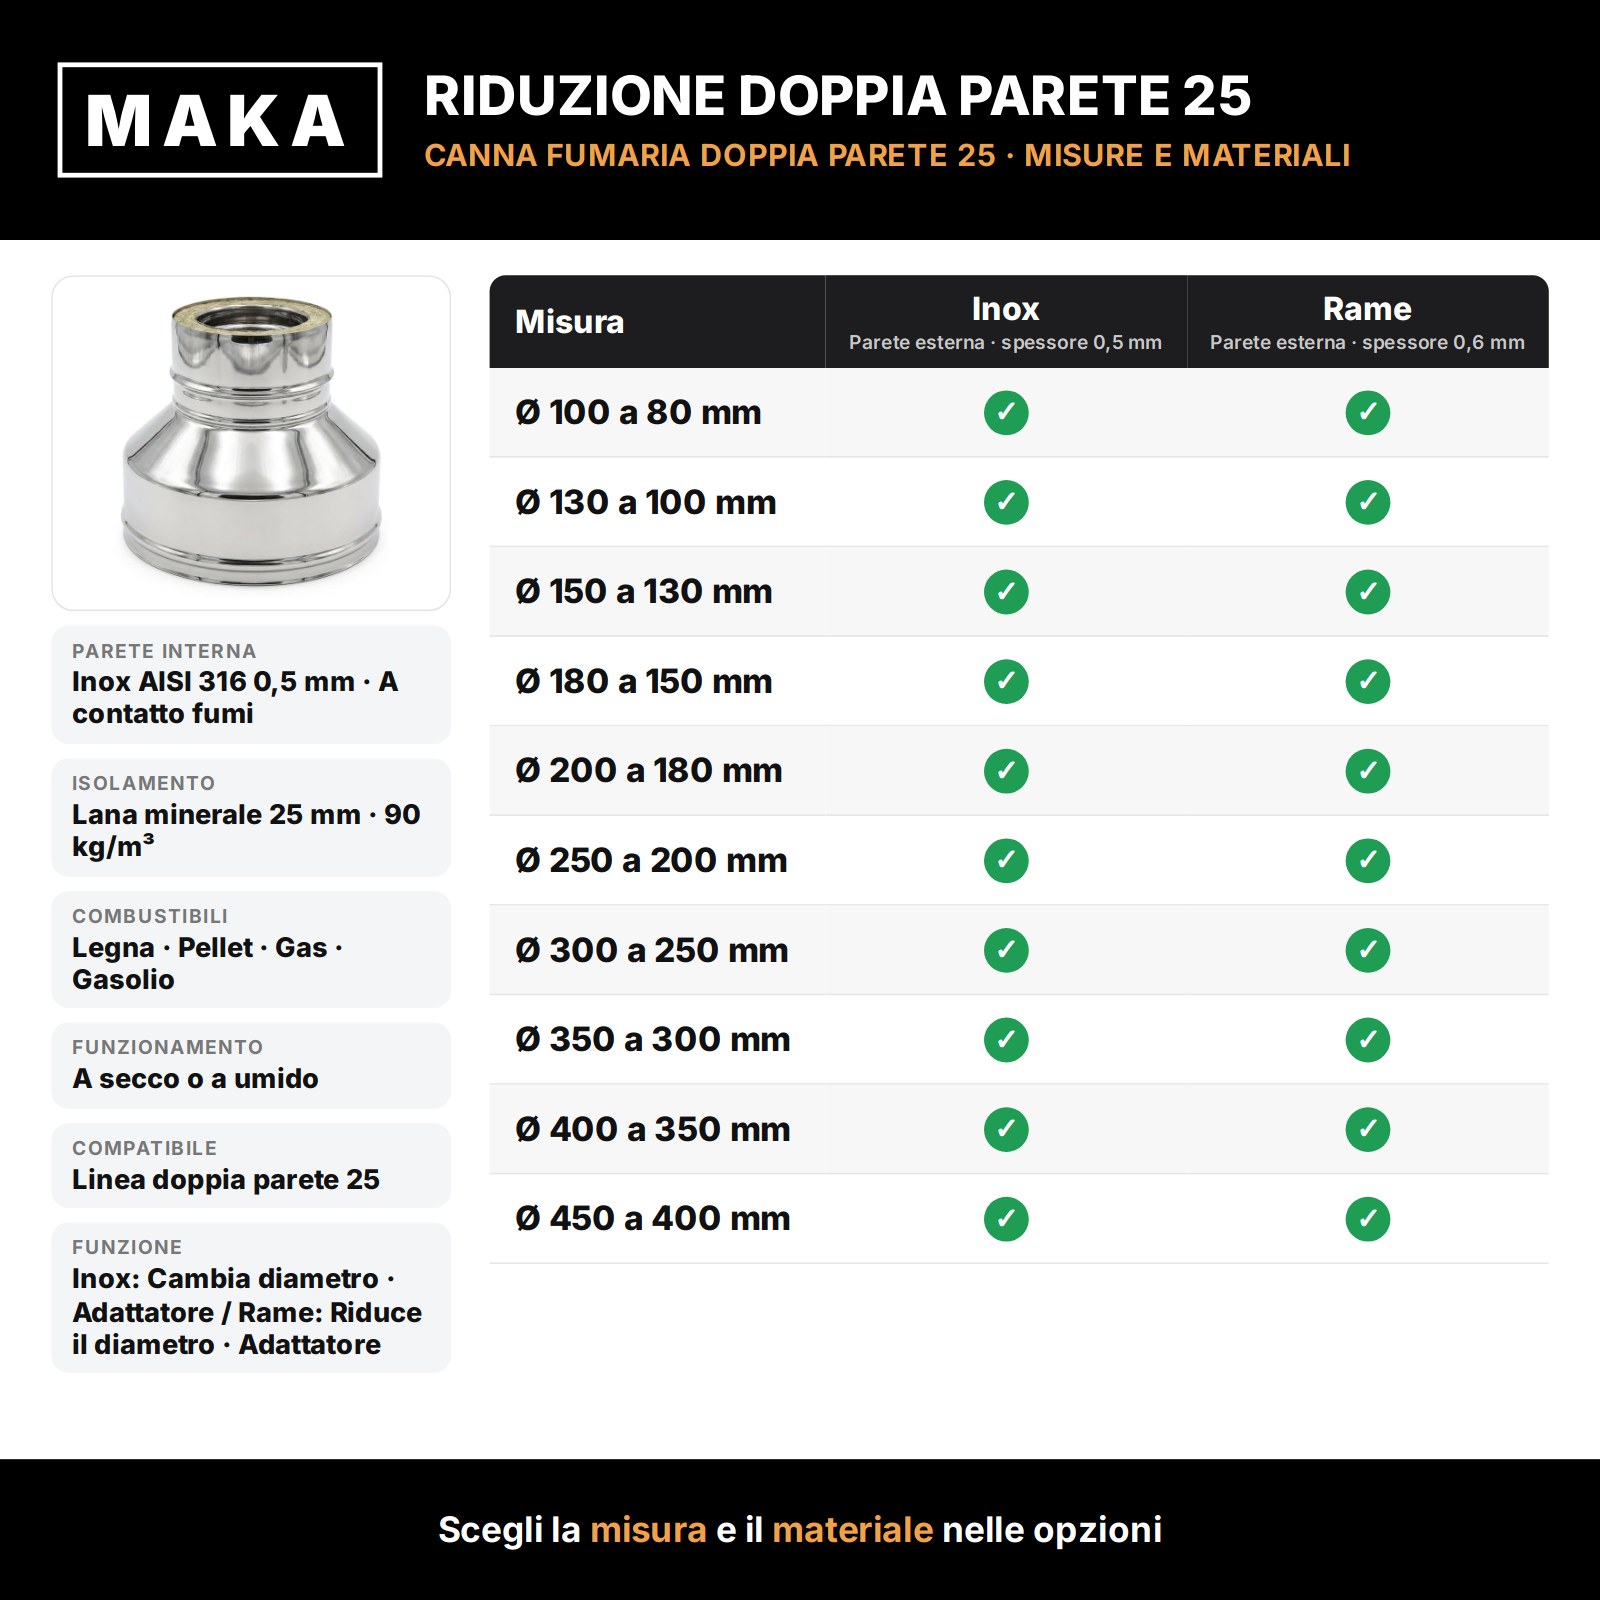 MAKA
RIDUZIONE DOPPIA PARETE 25
CANNA FUMARIA DOPPIA PARETE 25 · MISURE E MATERIALI
PARETE INTERNA
Inox AISI 316 0,5 mm · A
contatto fumi
ISOLAMENTO
Lana minerale 25 mm · 90
kg/m³
COMBUSTIBILI
Legna · Pellet · Gas ·
Gasolio
FUNZIONAMENTO
A secco o a umido
COMPATIBILE
Linea doppia parete 25
FUNZIONE
Inox: Cambia diametro ·
Adattatore / Rame: Riduce
il diametro · Adattatore
Misura
Inox
Parete esterna · spessore 0,5 mm
Rame
Parete esterna · spessore 0,6 mm
Ø 100 a 80 mm ✓ ✓
Ø 130 a 100 mm ✓ ✓
Ø 150 a 130 mm ✓ ✓
Ø 180 a 150 mm ✓ ✓
Ø 200 a 180 mm ✓ ✓
Ø 250 a 200 mm ✓ ✓
Ø 300 a 250 mm ✓ ✓
Ø 350 a 300 mm ✓ ✓
Ø 400 a 350 mm ✓ ✓
Ø 450 a 400 mm ✓ ✓
Scegli la misura e il materiale nelle opzioni